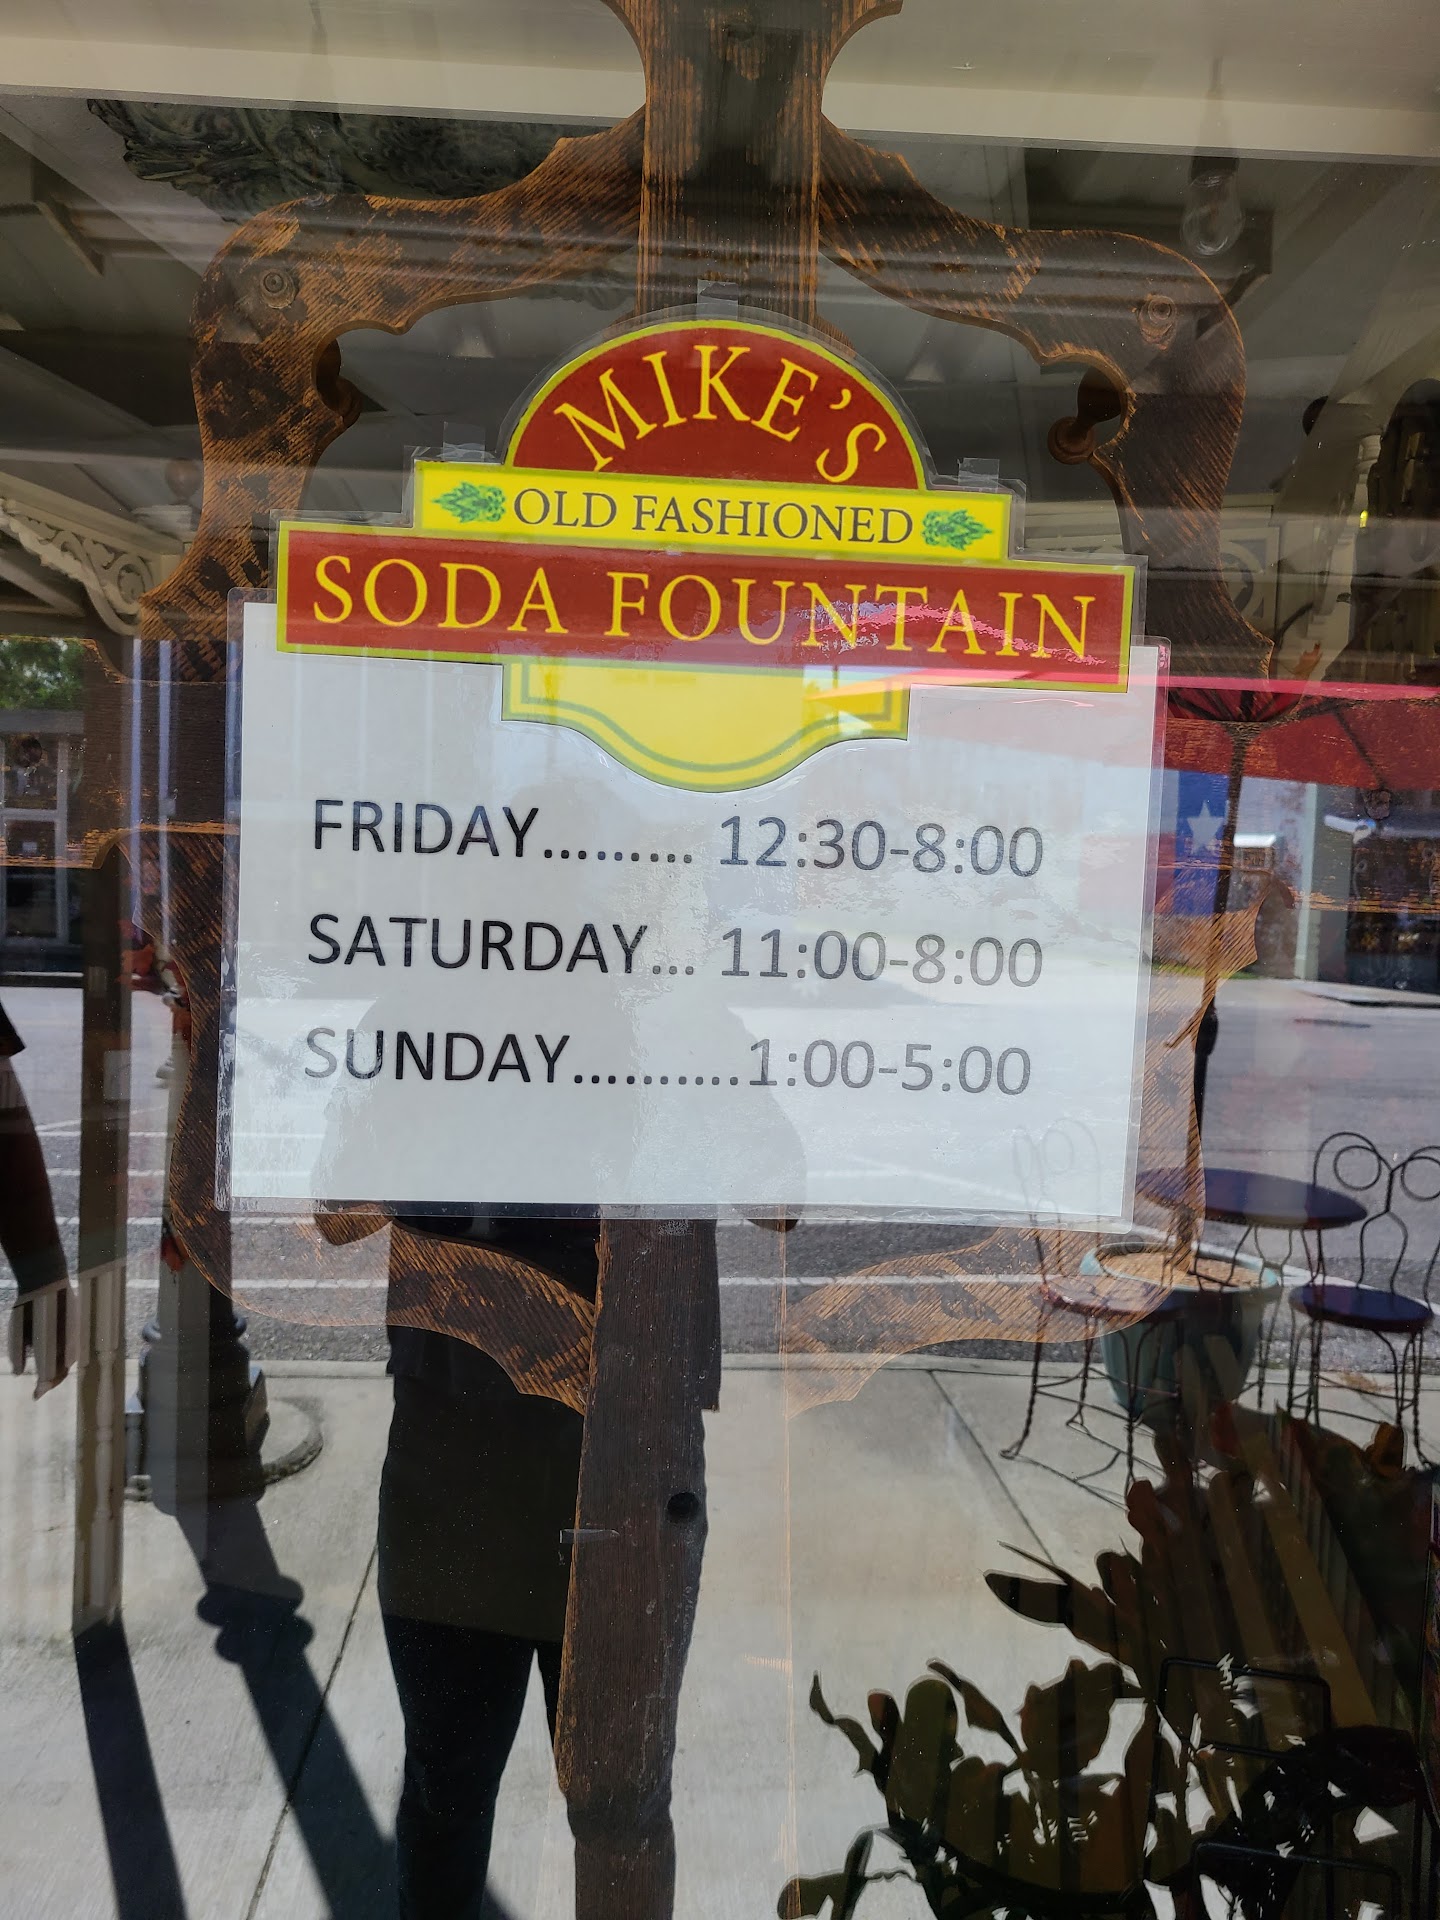 MIKE'S
OLD FASHIONED
SODA FOUNTAIN
FRIDAY......... 12:30-8:00
SATURDAY... 11:00-8:00
SUNDAY..........1:00-5:00